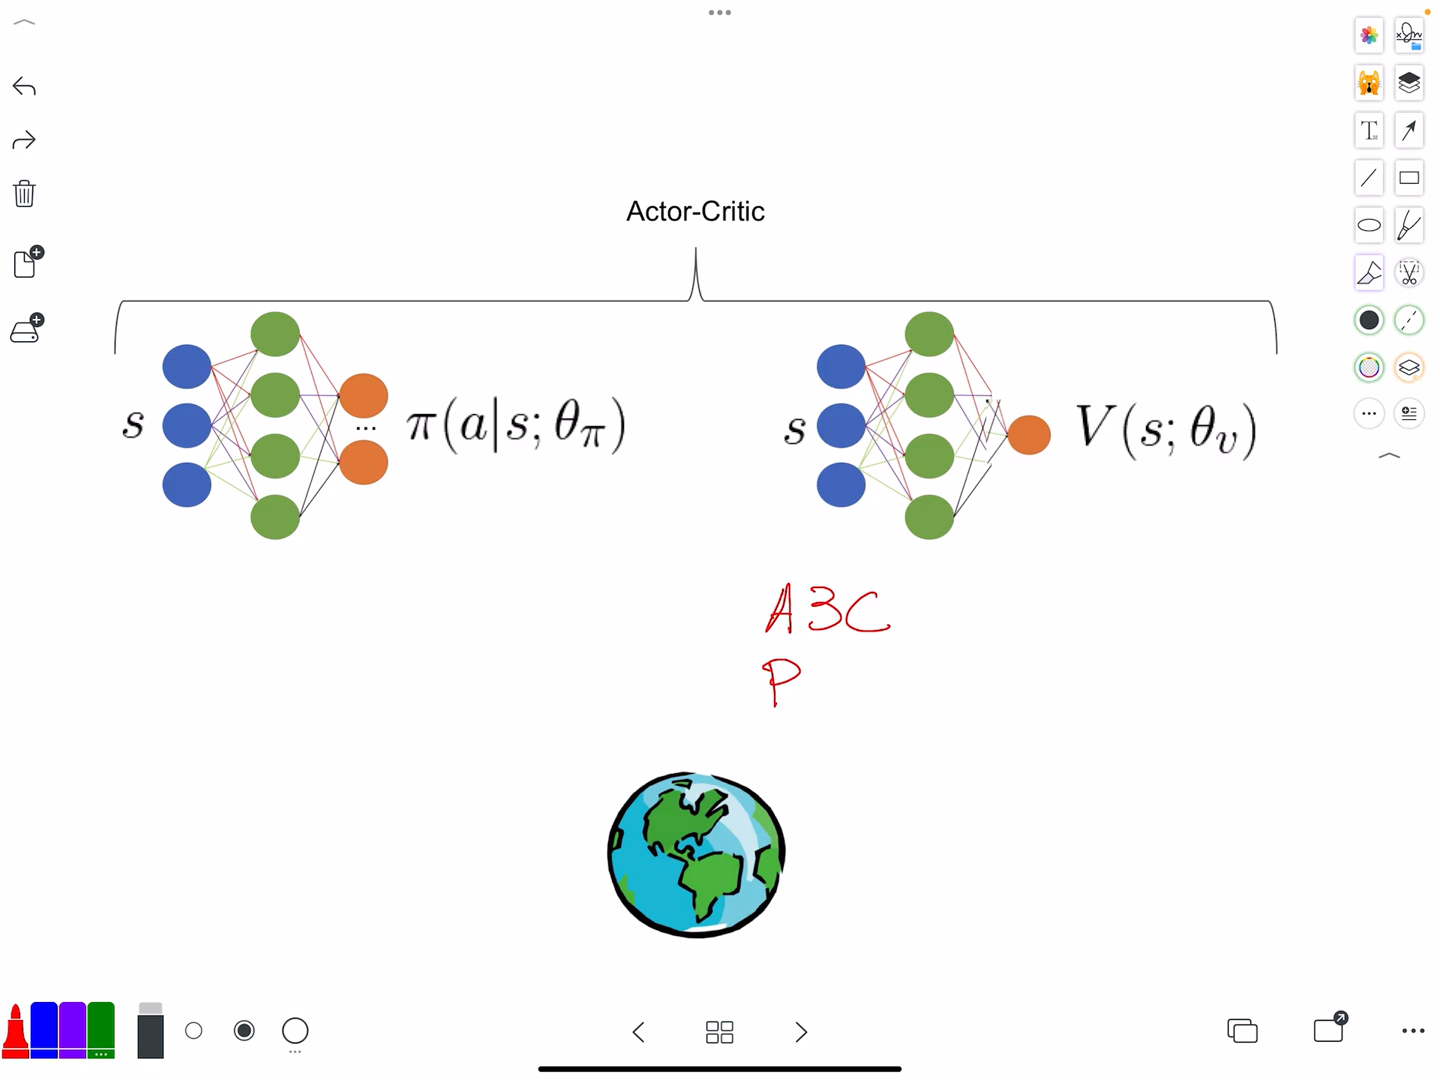 Actor-Critic
s
...
π(a|s; θ_π)
s
V(s; θ_v)
A3C
P